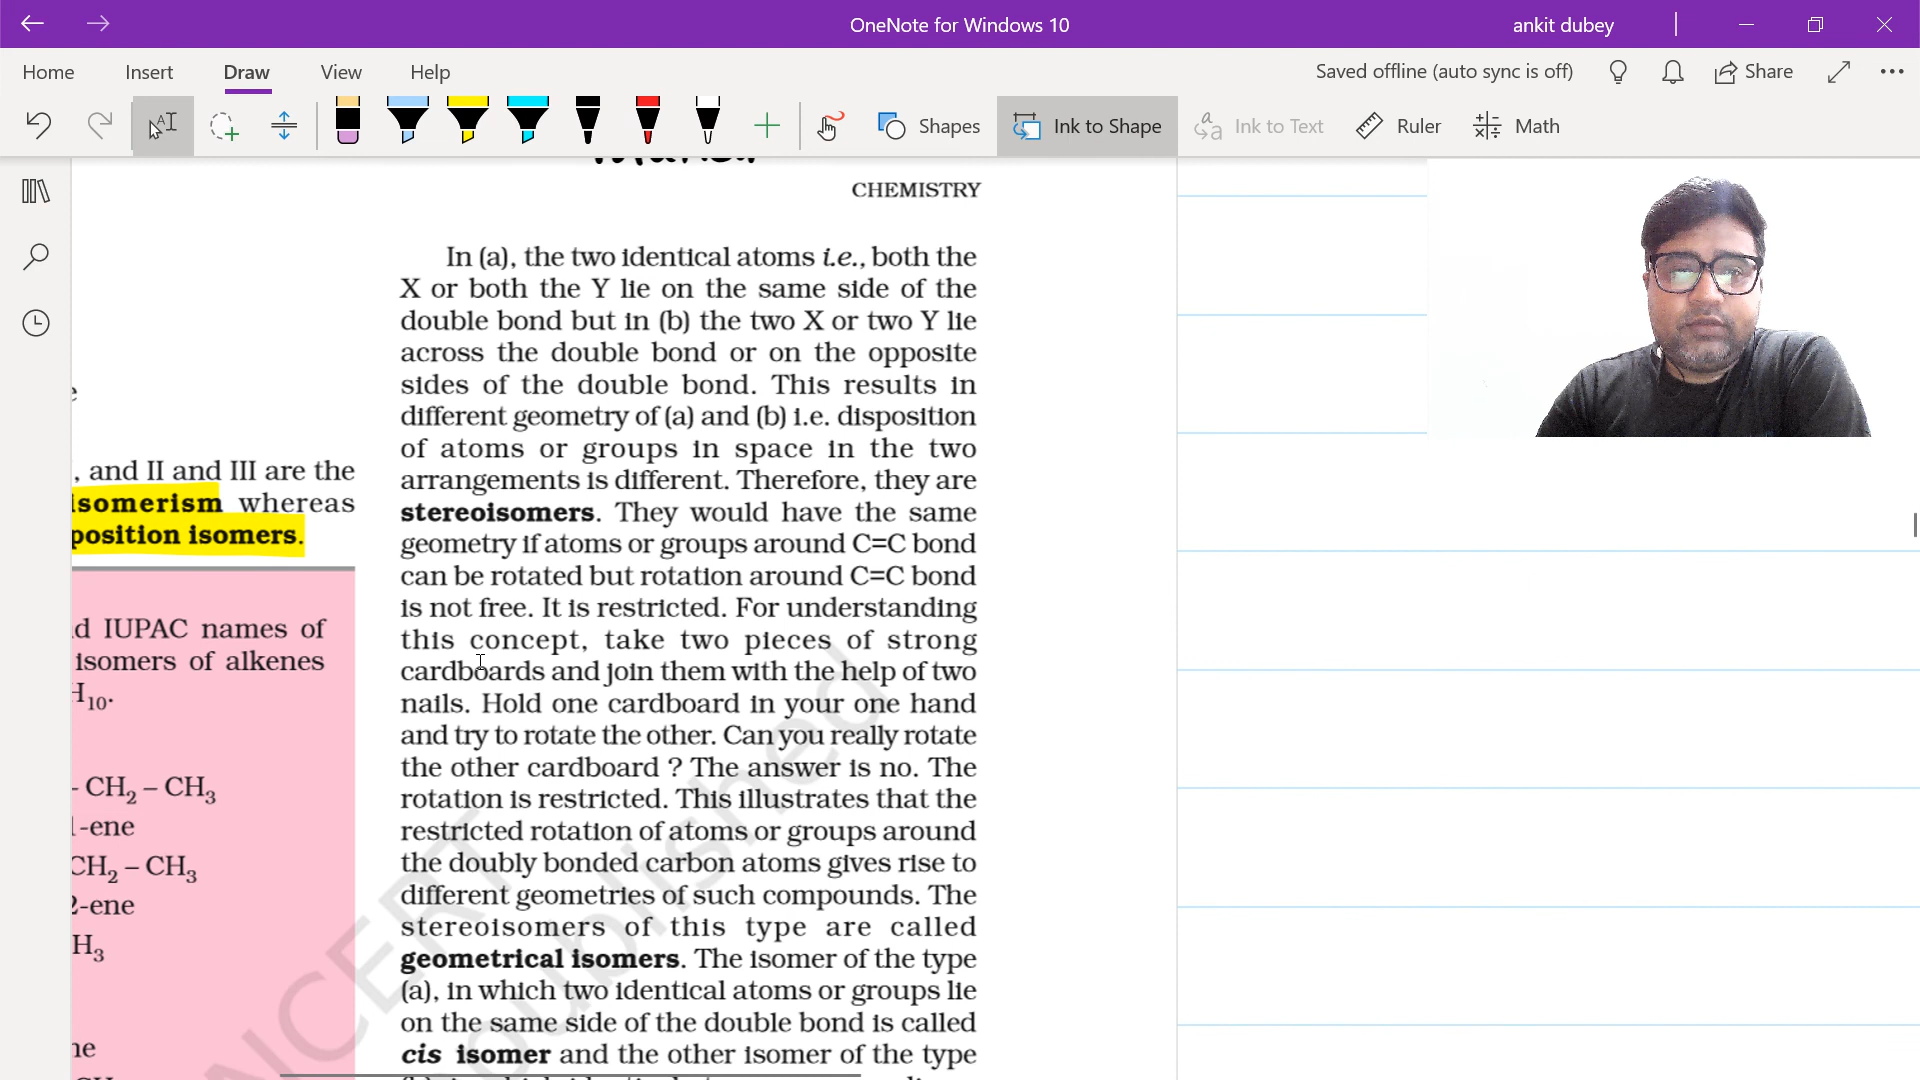 OneNote for Windows 10
ankit dubey
Home
Insert
Draw
View
Help
Saved offline (auto sync is off)
Share
Shapes
Ink to Shape
Ink to Text
Ruler
Math
CHEMISTRY
, and II and III are the
isomerism whereas
position isomers.
IUPAC names of
isomers of alkenes
H10.
– CH2 – CH3
-ene
CH2 – CH3
2-ene
H3
In (a), the two identical atoms i.e., both the
X or both the Y lie on the same side of the
double bond but in (b) the two X or two Y lie
across the double bond or on the opposite
sides of the double bond. This results in
different geometry of (a) and (b) i.e. disposition
of atoms or groups in space in the two
arrangements is different. Therefore, they are
stereoisomers. They would have the same
geometry if atoms or groups around C=C bond
can be rotated but rotation around C=C bond
is not free. It is restricted. For understanding
this concept, take two pieces of strong
cardboards and join them with the help of two
nails. Hold one cardboard in your one hand
and try to rotate the other. Can you really rotate
the other cardboard ? The answer is no. The
rotation is restricted. This illustrates that the
restricted rotation of atoms or groups around
the doubly bonded carbon atoms gives rise to
different geometries of such compounds. The
stereoisomers of this type are called
geometrical isomers. The isomer of the type
(a), in which two identical atoms or groups lie
on the same side of the double bond is called
cis isomer and the other isomer of the type